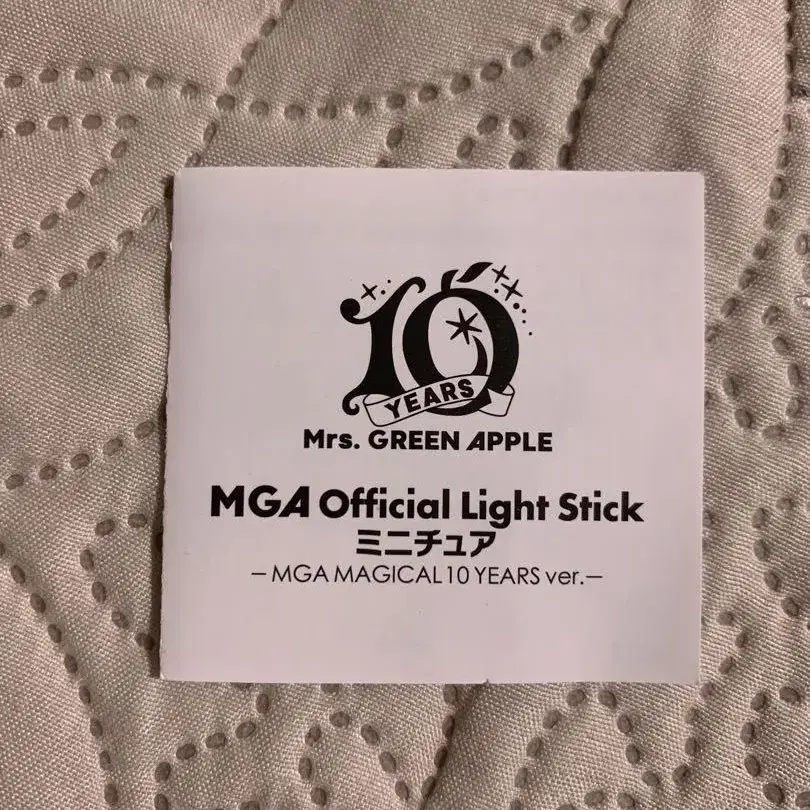 10
YEARS
Mrs. GREEN APPLE
MGA Official Light Stick
ミニチュア
－MGA MAGICAL 10 YEARS ver.－